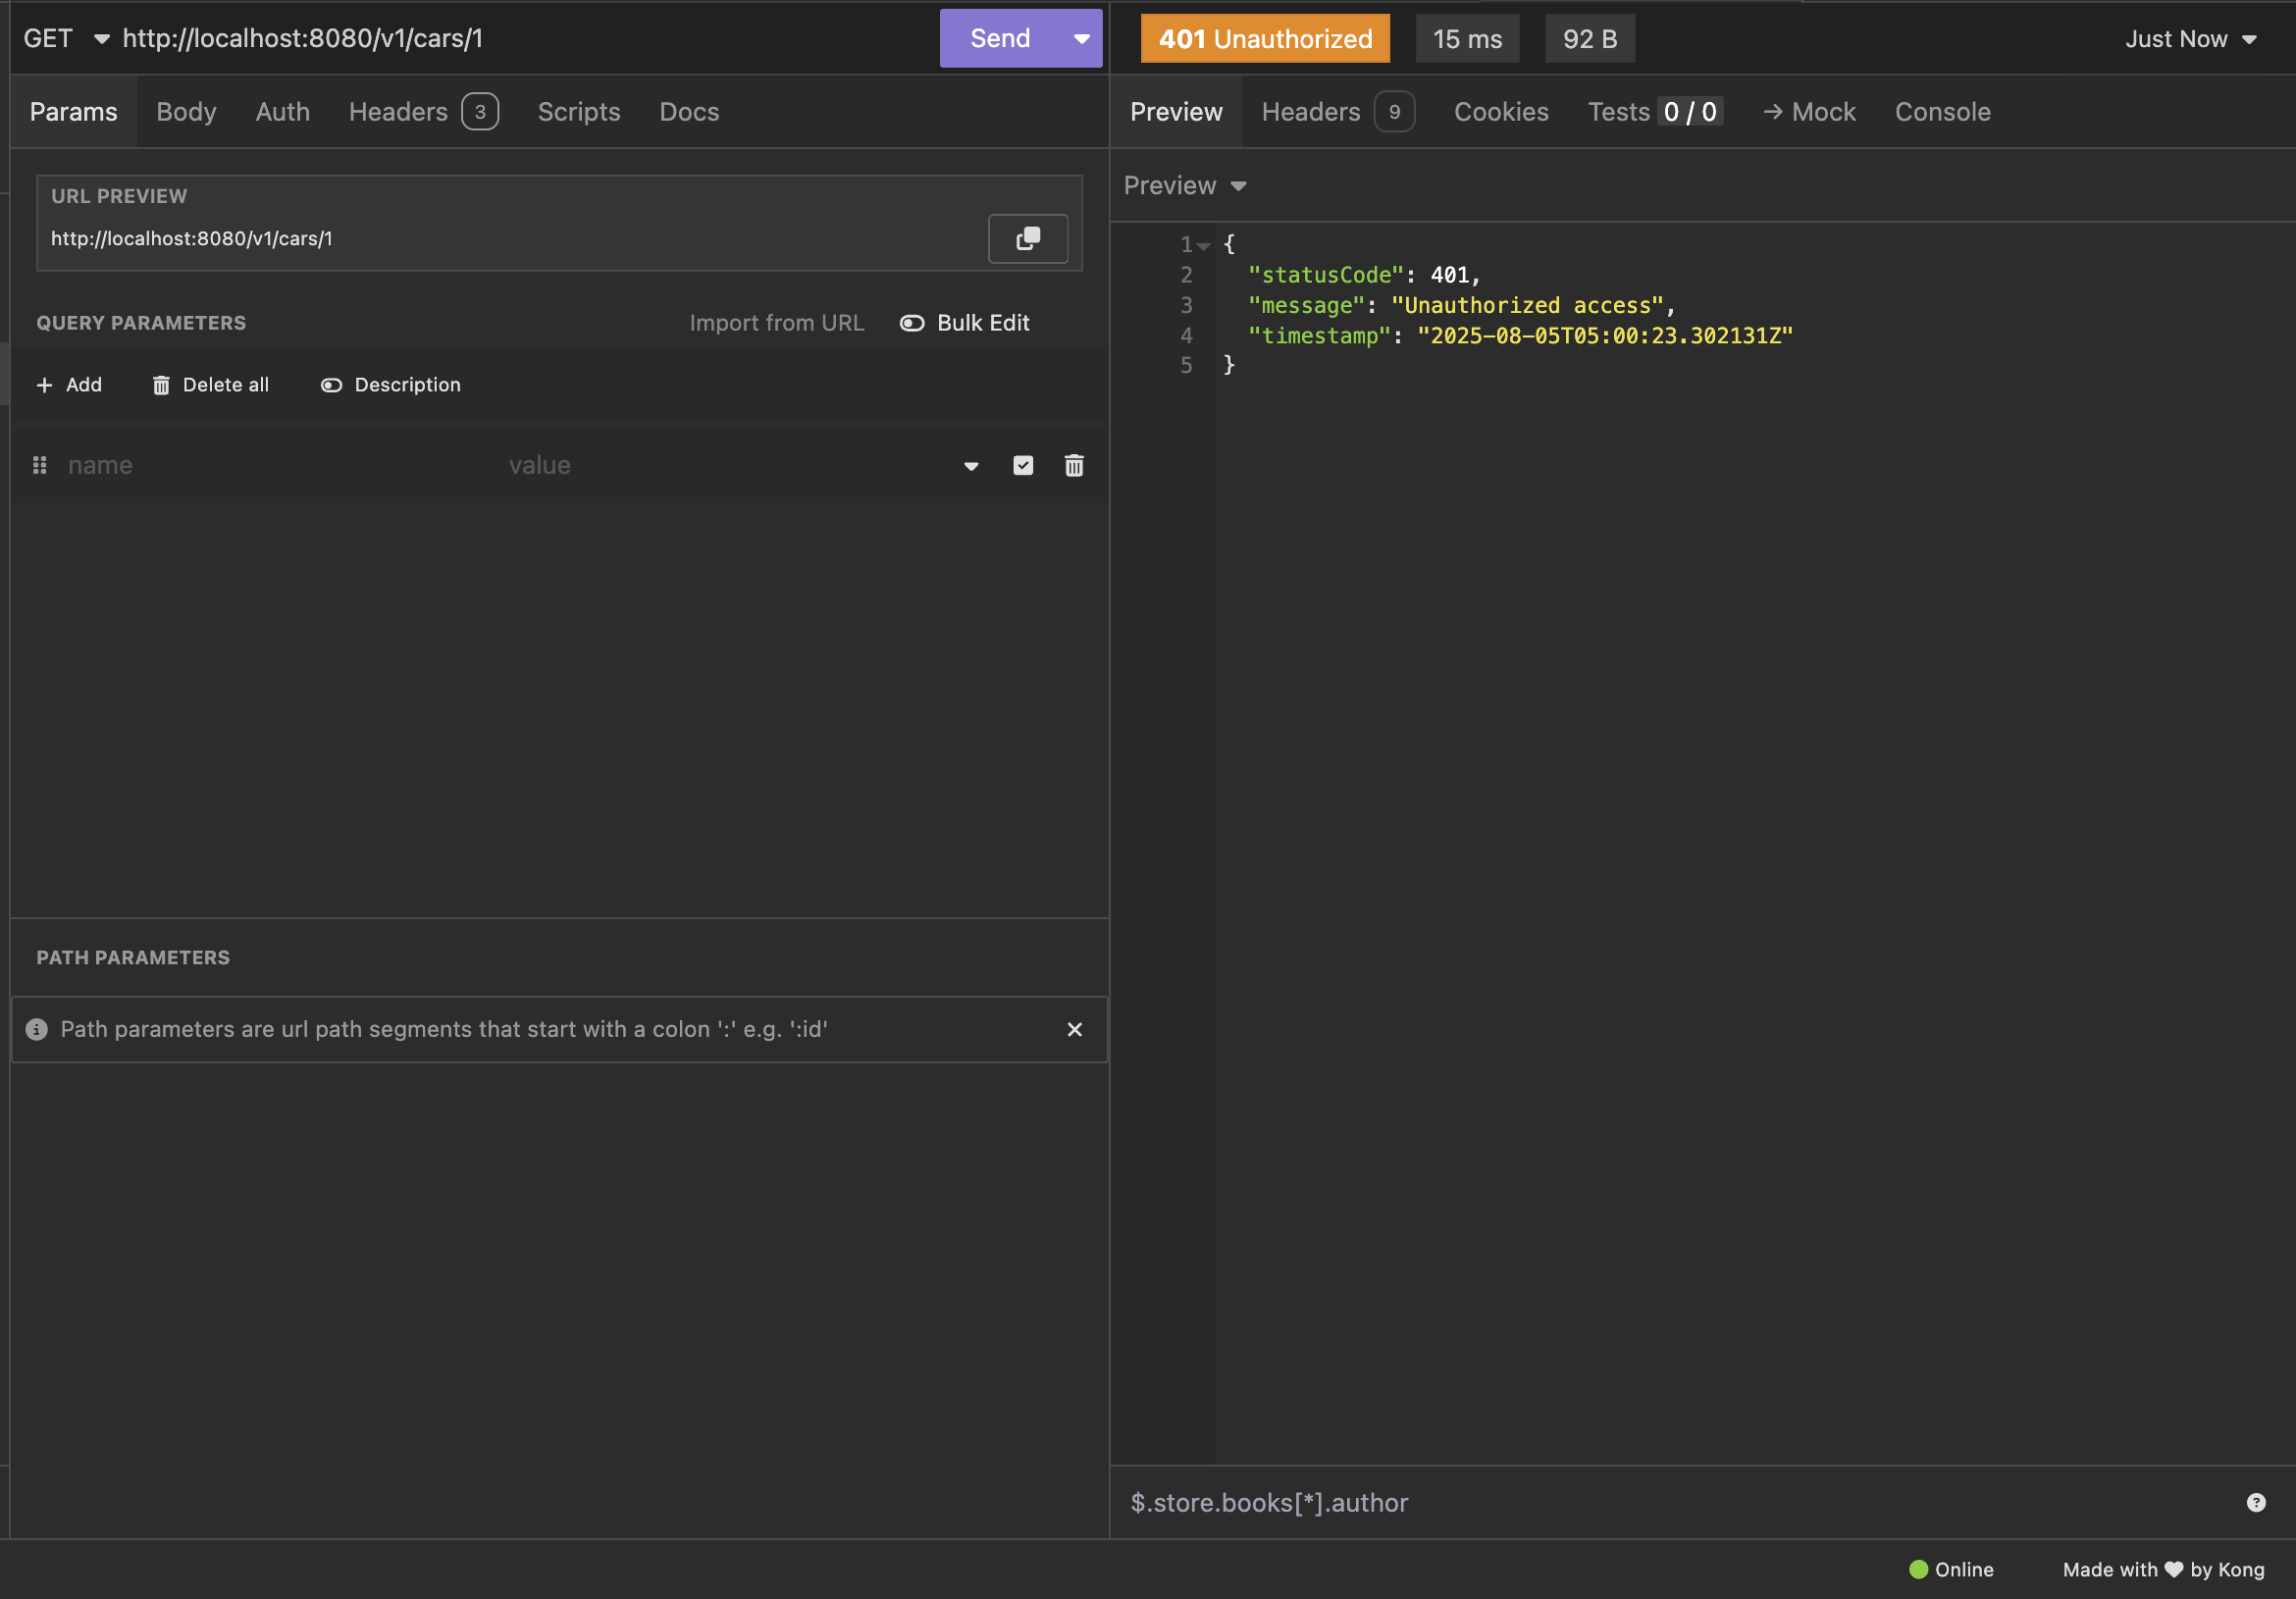 GET http://localhost:8080/v1/cars/1
Send
401 Unauthorized
15 ms
92 B
Just Now
Params
Body
Auth
Headers 3
Scripts
Docs
Preview
Headers 9
Cookies
Tests 0 / 0
→ Mock
Console
URL PREVIEW
http://localhost:8080/v1/cars/1
QUERY PARAMETERS
Import from URL
Bulk Edit
+ Add
Delete all
Description
name
value
PATH PARAMETERS
Path parameters are url path segments that start with a colon ':' e.g. ':id'
Preview
1 {
2 "statusCode": 401,
3 "message": "Unauthorized access",
4 "timestamp": "2025-08-05T05:00:23.302131Z"
5 }
$.store.books[*].author
Online
Made with ♥ by Kong